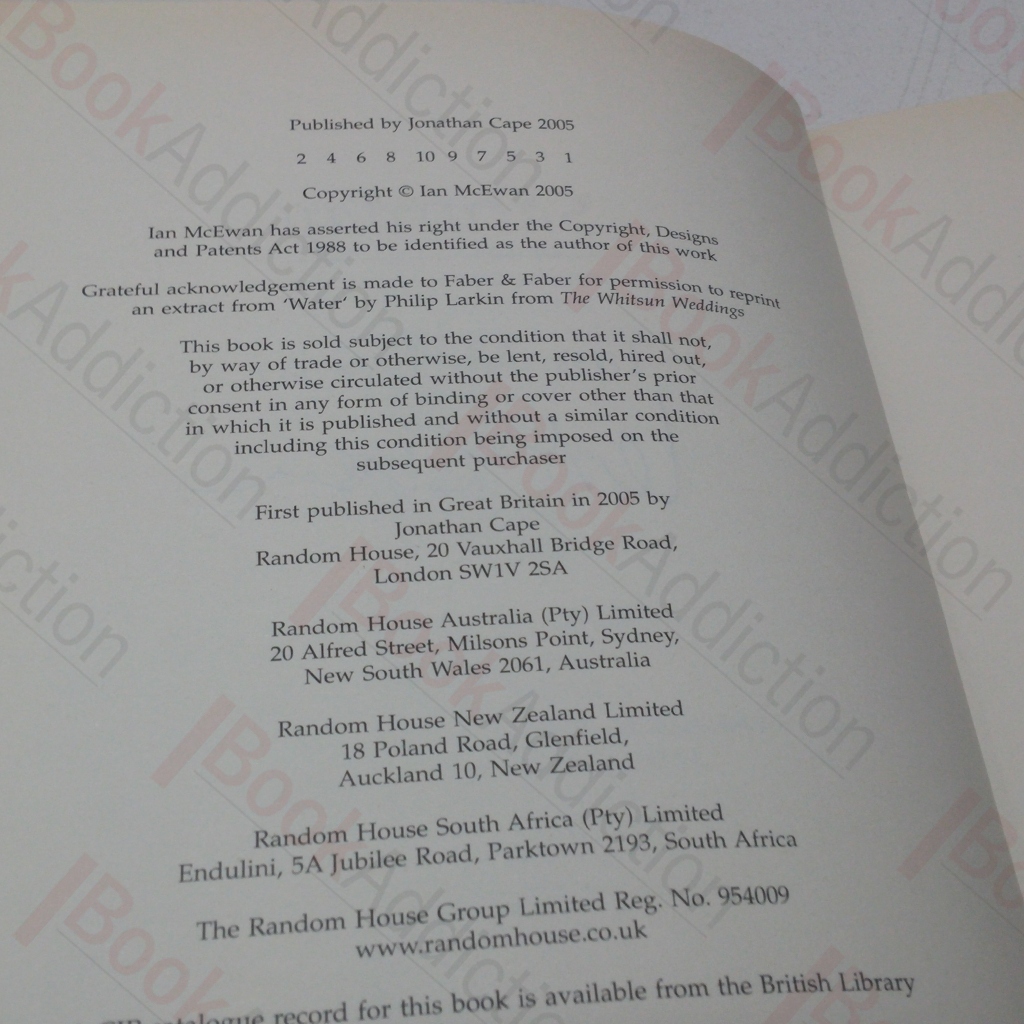 Published by Jonathan Cape 2005
2 4 6 8 10 9 7 5 3 1
Copyright © Ian McEwan 2005
Ian McEwan has asserted his right under the Copyright, Designs
and Patents Act 1988 to be identified as the author of this work
Grateful acknowledgement is made to Faber & Faber for permission to reprint
an extract from 'Water' by Philip Larkin from The Whitsun Weddings
This book is sold subject to the condition that it shall not,
by way of trade or otherwise, be lent, resold, hired out,
or otherwise circulated without the publisher's prior
consent in any form of binding or cover other than that
in which it is published and without a similar condition
including this condition being imposed on the
subsequent purchaser
First published in Great Britain in 2005 by
Jonathan Cape
Random House, 20 Vauxhall Bridge Road,
London SW1V 2SA
Random House Australia (Pty) Limited
20 Alfred Street, Milsons Point, Sydney,
New South Wales 2061, Australia
Random House New Zealand Limited
18 Poland Road, Glenfield,
Auckland 10, New Zealand
Random House South Africa (Pty) Limited
Endulini, 5A Jubilee Road, Parktown 2193, South Africa
The Random House Group Limited Reg. No. 954009
www.randomhouse.co.uk
CIP catalogue record for this book is available from the British Library
BookAddiction